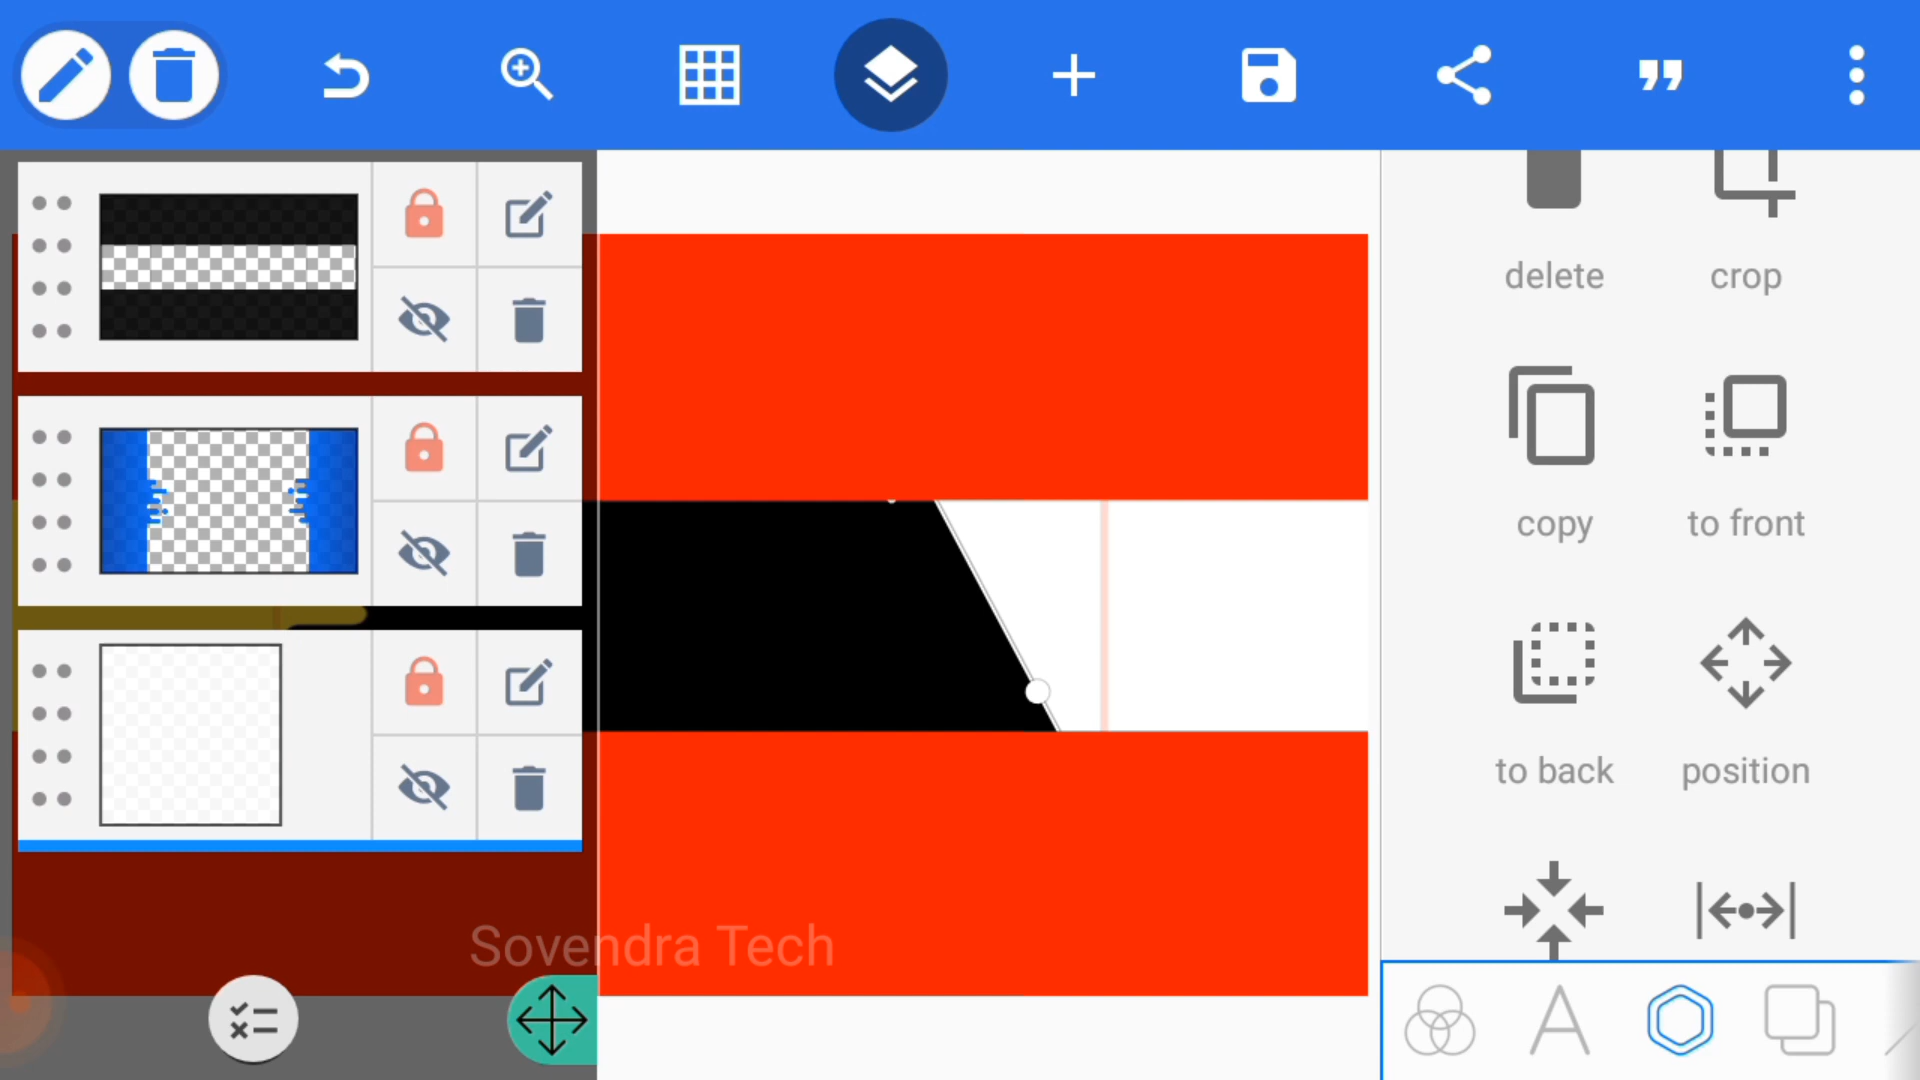 delete
crop
copy
to front
to back
position
Sovendra Tech